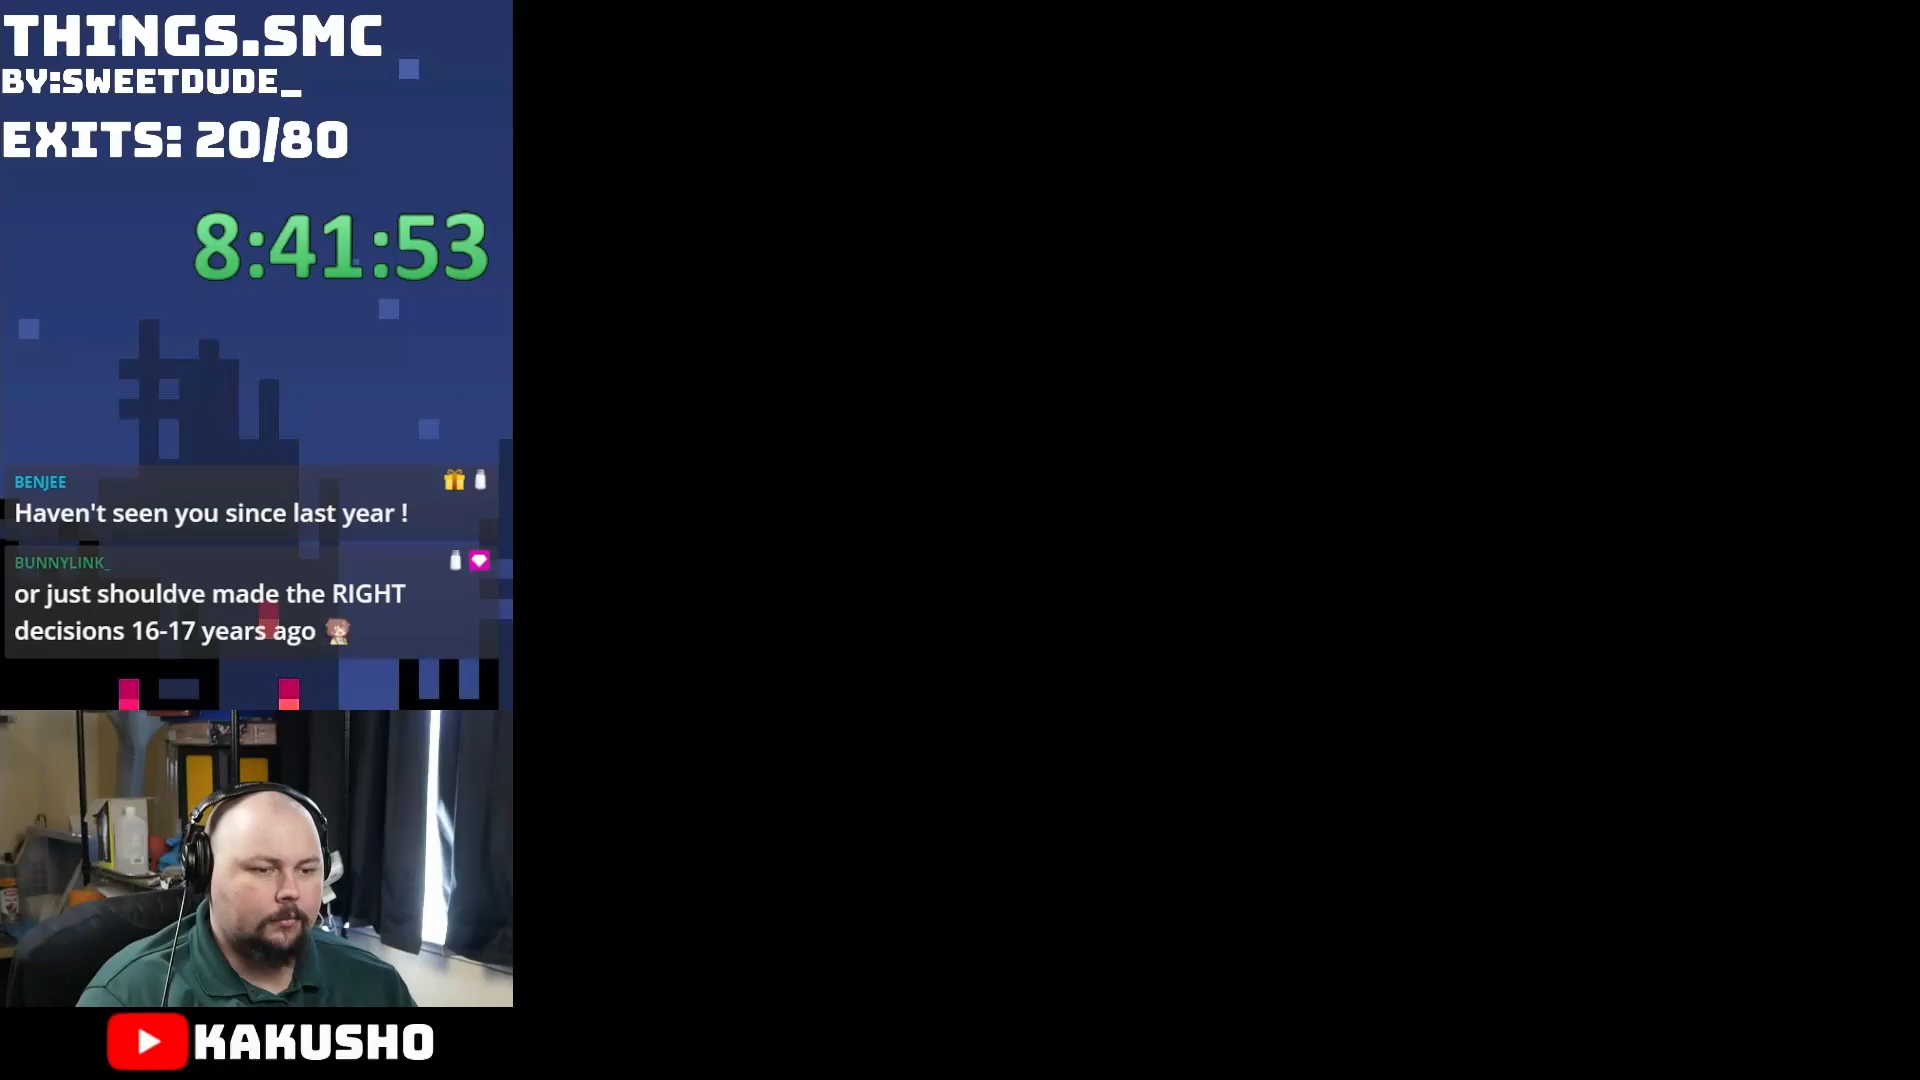 THINGS.SMC
BY:SWEETDUDE_
EXITS: 20/80
8:41:53
BENJEE
Haven't seen you since last year !
BUNNYLINK_
or just shouldve made the RIGHT
decisions 16-17 years ago
KAKUSHO